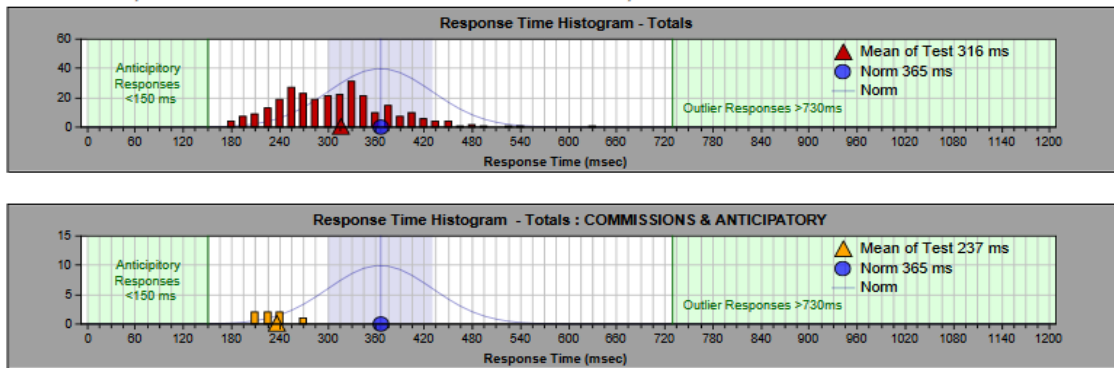 Response Time Histogram - Totals
60
40
20
0
Anticipitory
Responses
<150 ms
Outlier Responses >730ms
Mean of Test 316 ms
Norm 365 ms
Norm
0 60 120 180 240 300 360 420 480 540 600 660 730 780 840 900 960 1020 1080 1140 1200
Response Time (msec)
Response Time Histogram - Totals : COMMISSIONS & ANTICIPATORY
15
10
5
0
Anticipitory
Responses
<150 ms
Outlier Responses >730ms
Mean of Test 237 ms
Norm 365 ms
Norm
0 60 120 180 240 300 360 420 480 540 600 660 730 780 840 900 960 1020 1080 1140 1200
Response Time (msec)